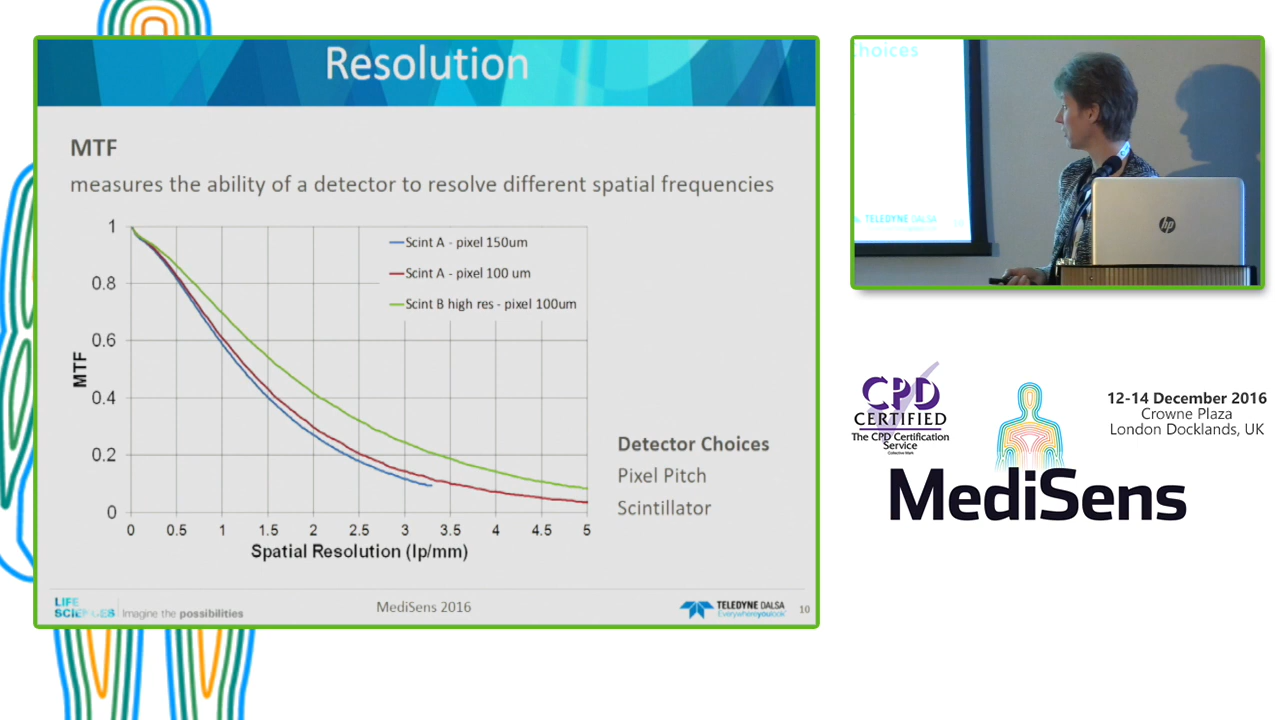 Resolution
MTF
measures the ability of a detector to resolve different spatial frequencies
1
0.8
0.6
0.4
0.2
0
MTF
Scint A - pixel 150um
Scint A - pixel 100 um
Scint B high res - pixel 100um
0 0.5 1 1.5 2 2.5 3 3.5 4 4.5 5
Spatial Resolution (lp/mm)
Detector Choices
Pixel Pitch
Scintillator
LIFE
SCIENCES Imagine the possibilities
MediSens 2016
TELEDYNE DALSA
Everywhereyoulook
10
Choices
TELEDYNE DALSA
hp
CPD
CERTIFIED
The CPD Certification
Service
Collective Mark
12-14 December 2016
Crowne Plaza
London Docklands, UK
MediSens